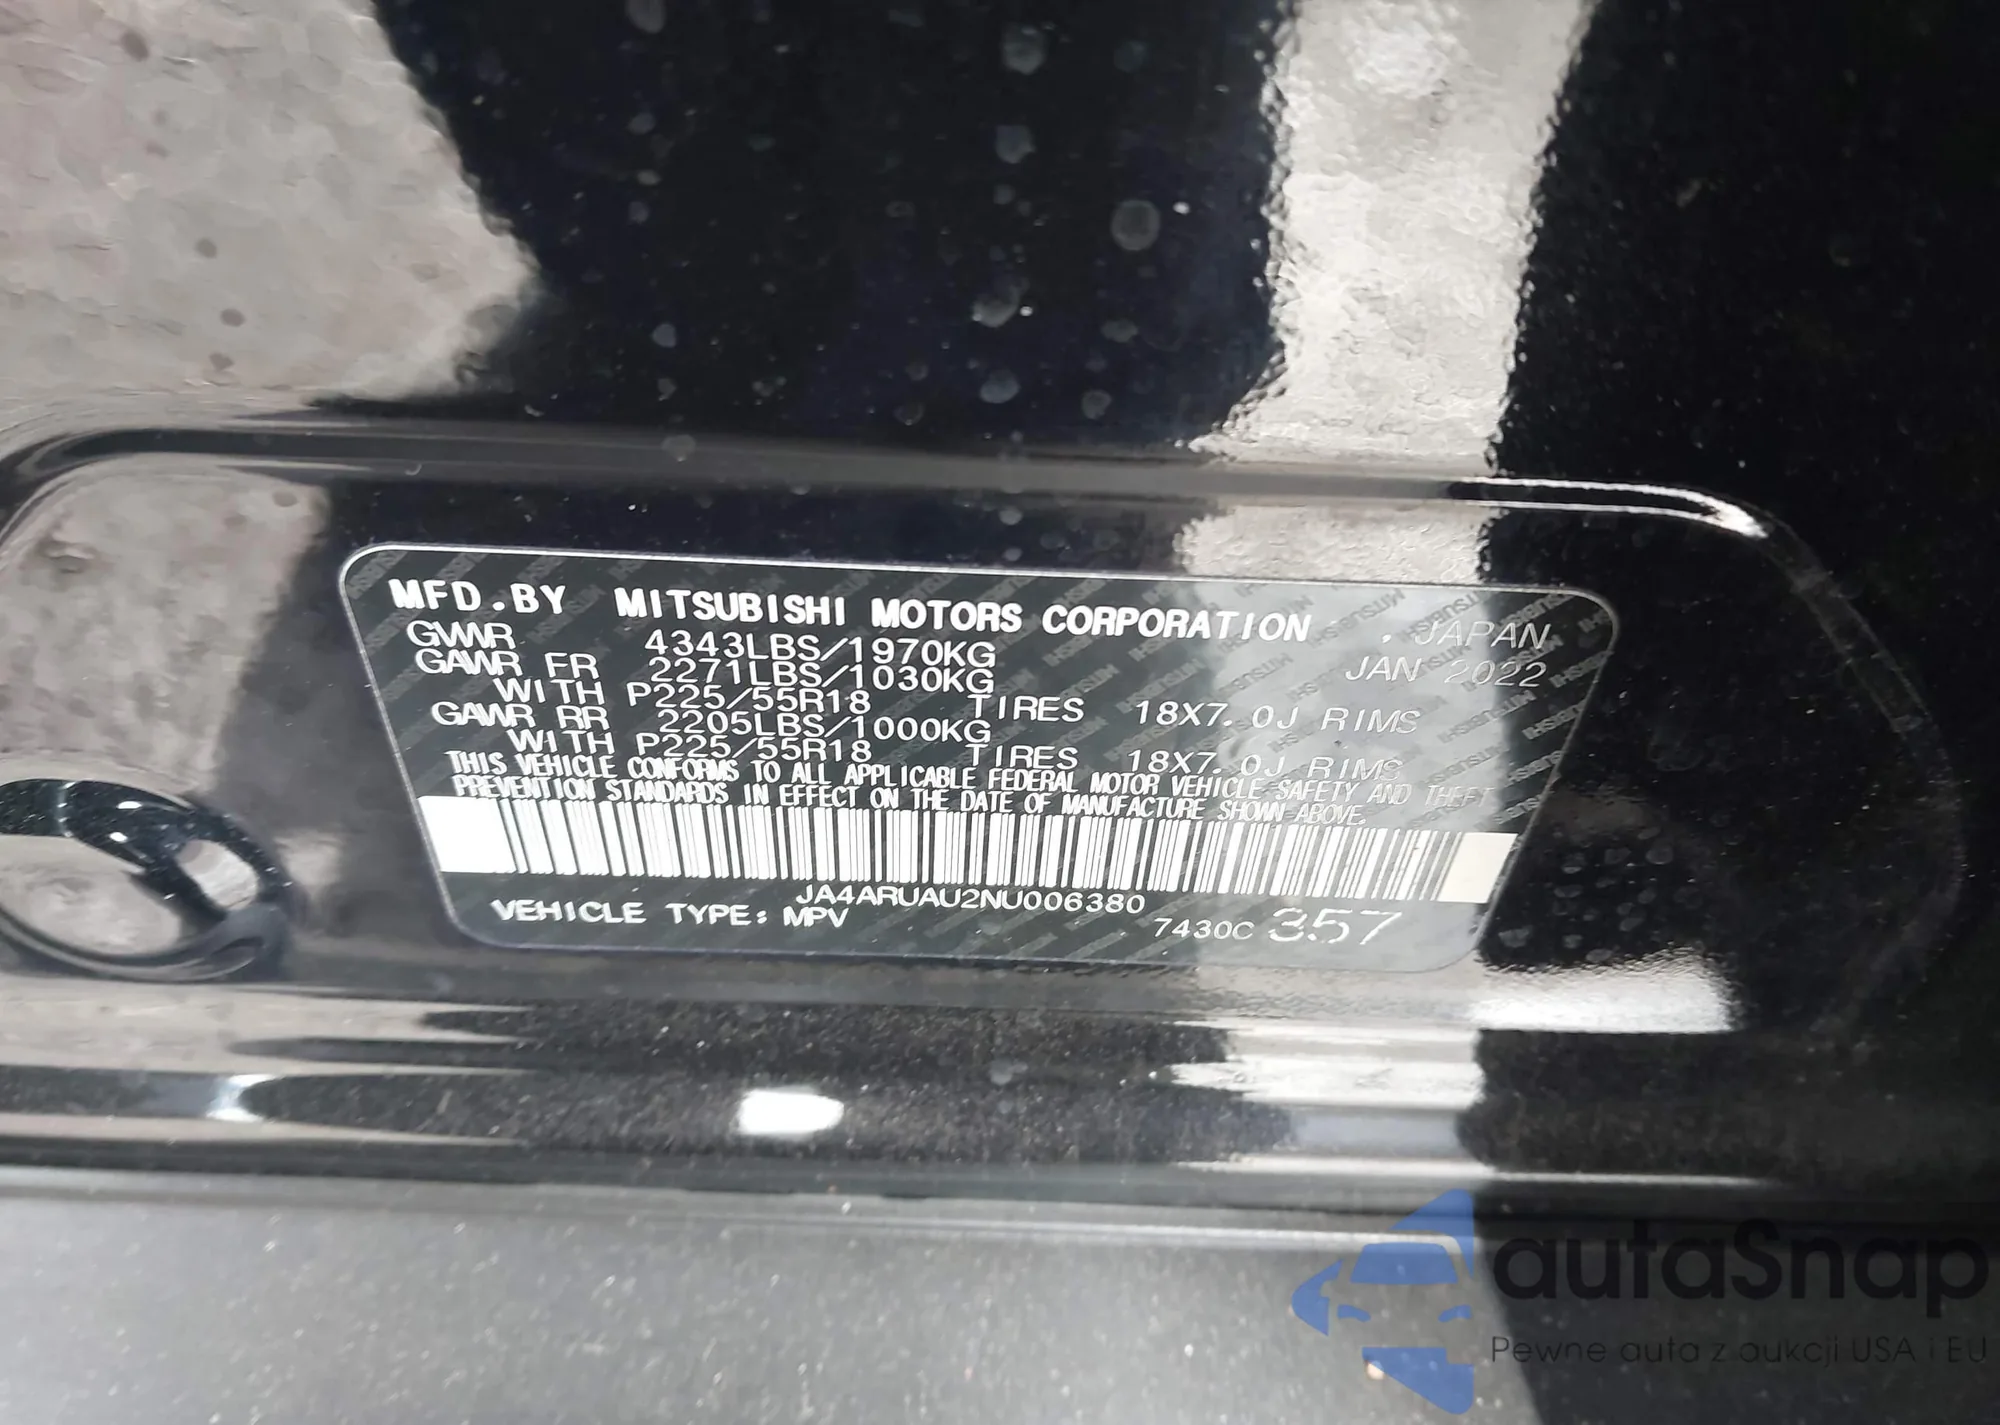 MFD.BY MITSUBISHI MOTORS CORPORATION . JAPAN
GVWR 4343LBS/1970KG JAN 2022
GAWR FR 2271LBS/1030KG
WITH P225/55R18 TIRES 18X7.0J RIMS
GAWR RR 2205LBS/1000KG
WITH P225/55R18 TIRES 18X7.0J RIMS
THIS VEHICLE CONFORMS TO ALL APPLICABLE FEDERAL MOTOR VEHICLE SAFETY AND THEFT
PREVENTION STANDARDS IN EFFECT ON THE DATE OF MANUFACTURE SHOWN ABOVE.
JA4ARUAU2NU006380
VEHICLE TYPE: MPV 7430C 357
autaSnap
Pewne auta z aukcji USA i EU